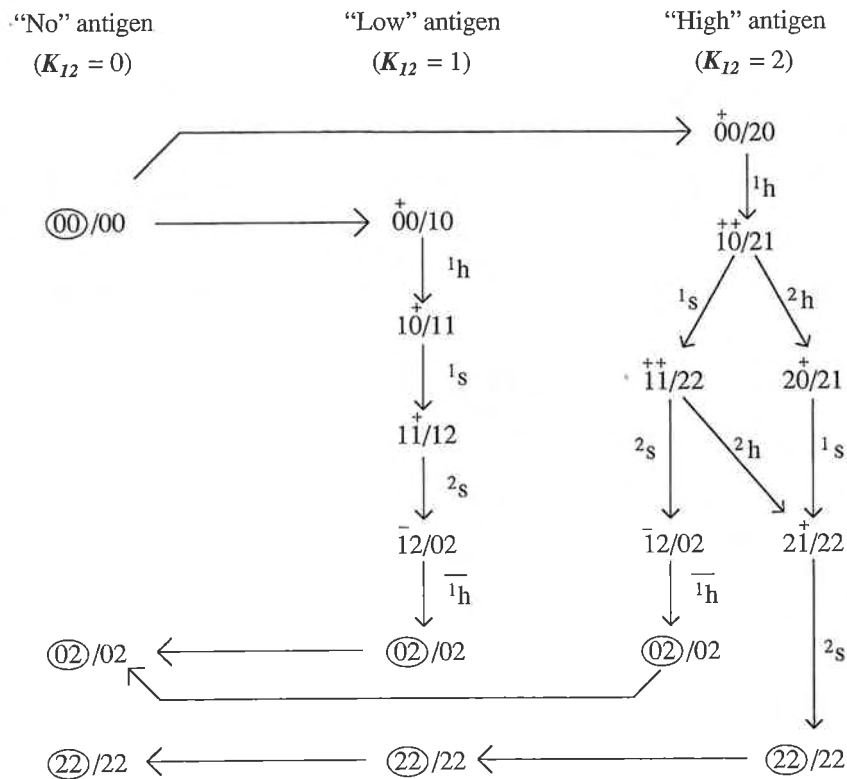 “No” antigen “Low” antigen “High” antigen
(K₁₂ = 0) (K₁₂ = 1) (K₁₂ = 2)
+
00/20
¹h
+
00/00 00/10
++
10/21
¹h
¹s ²h
+
10/11
++ +
11/22 20/21
¹s
+
11/12
²s ²h ¹s
²s
– – +
12/02 12/02 21/22
¹h ¹h
02/02 02/02 02/02
²s
22/22 22/22 22/22